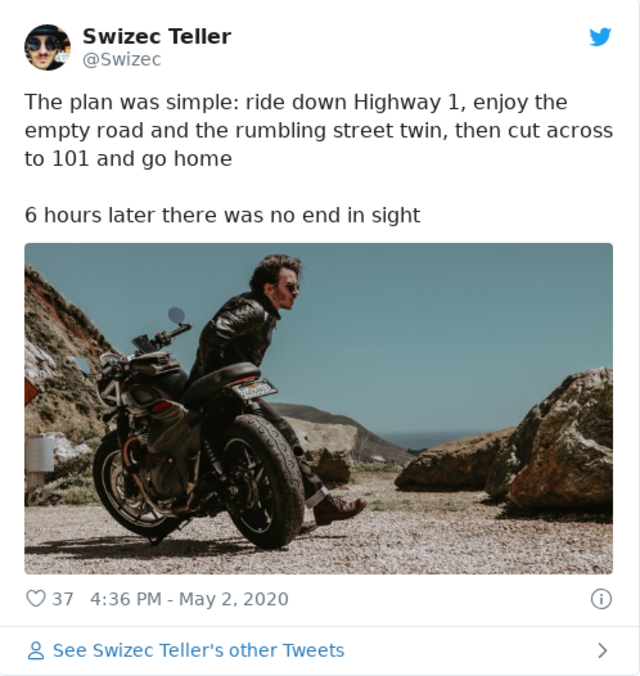 Swizec Teller
@Swizec
The plan was simple: ride down Highway 1, enjoy the
empty road and the rumbling street twin, then cut across
to 101 and go home
6 hours later there was no end in sight
37 4:36 PM - May 2, 2020
See Swizec Teller's other Tweets